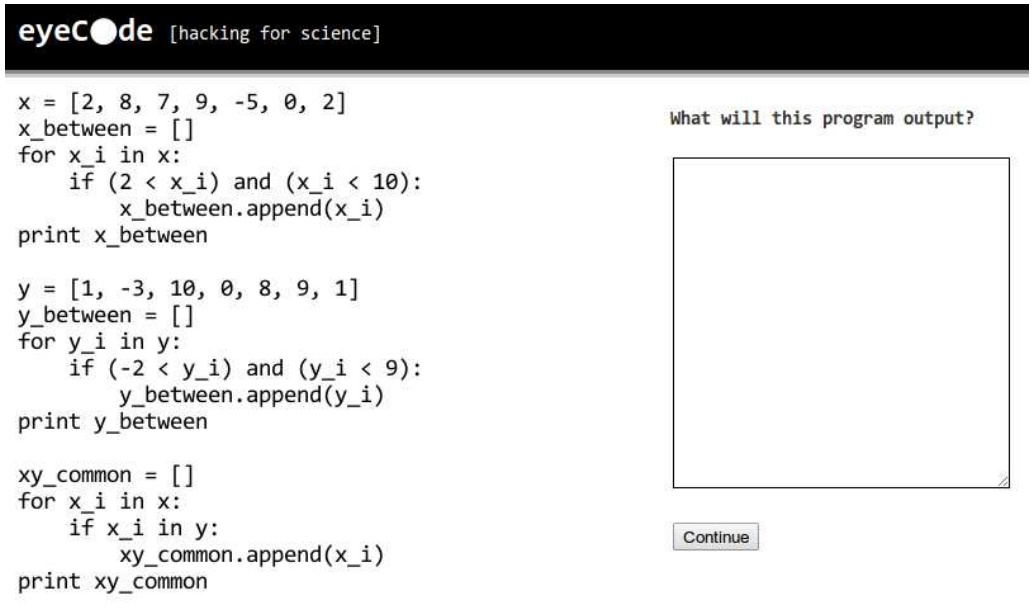 eyeCode [hacking for science]
x = [2, 8, 7, 9, -5, 0, 2]
x_between = []
for x_i in x:
    if (2 < x_i) and (x_i < 10):
        x_between.append(x_i)
print x_between

y = [1, -3, 10, 0, 8, 9, 1]
y_between = []
for y_i in y:
    if (-2 < y_i) and (y_i < 9):
        y_between.append(y_i)
print y_between

xy_common = []
for x_i in x:
    if x_i in y:
        xy_common.append(x_i)
print xy_common
What will this program output?
Continue